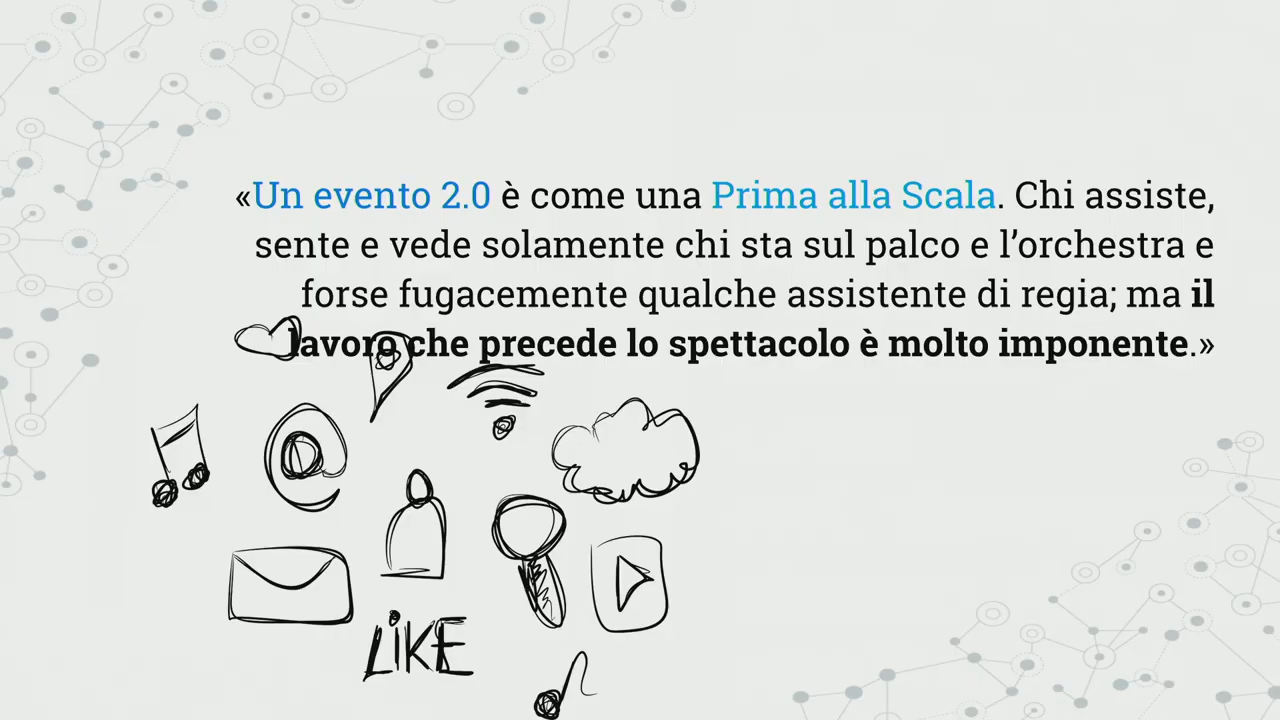 «Un evento 2.0 è come una Prima alla Scala. Chi assiste,
sente e vede solamente chi sta sul palco e l’orchestra e
forse fugacemente qualche assistente di regia; ma il
lavoro che precede lo spettacolo è molto imponente.»
@
LiKE